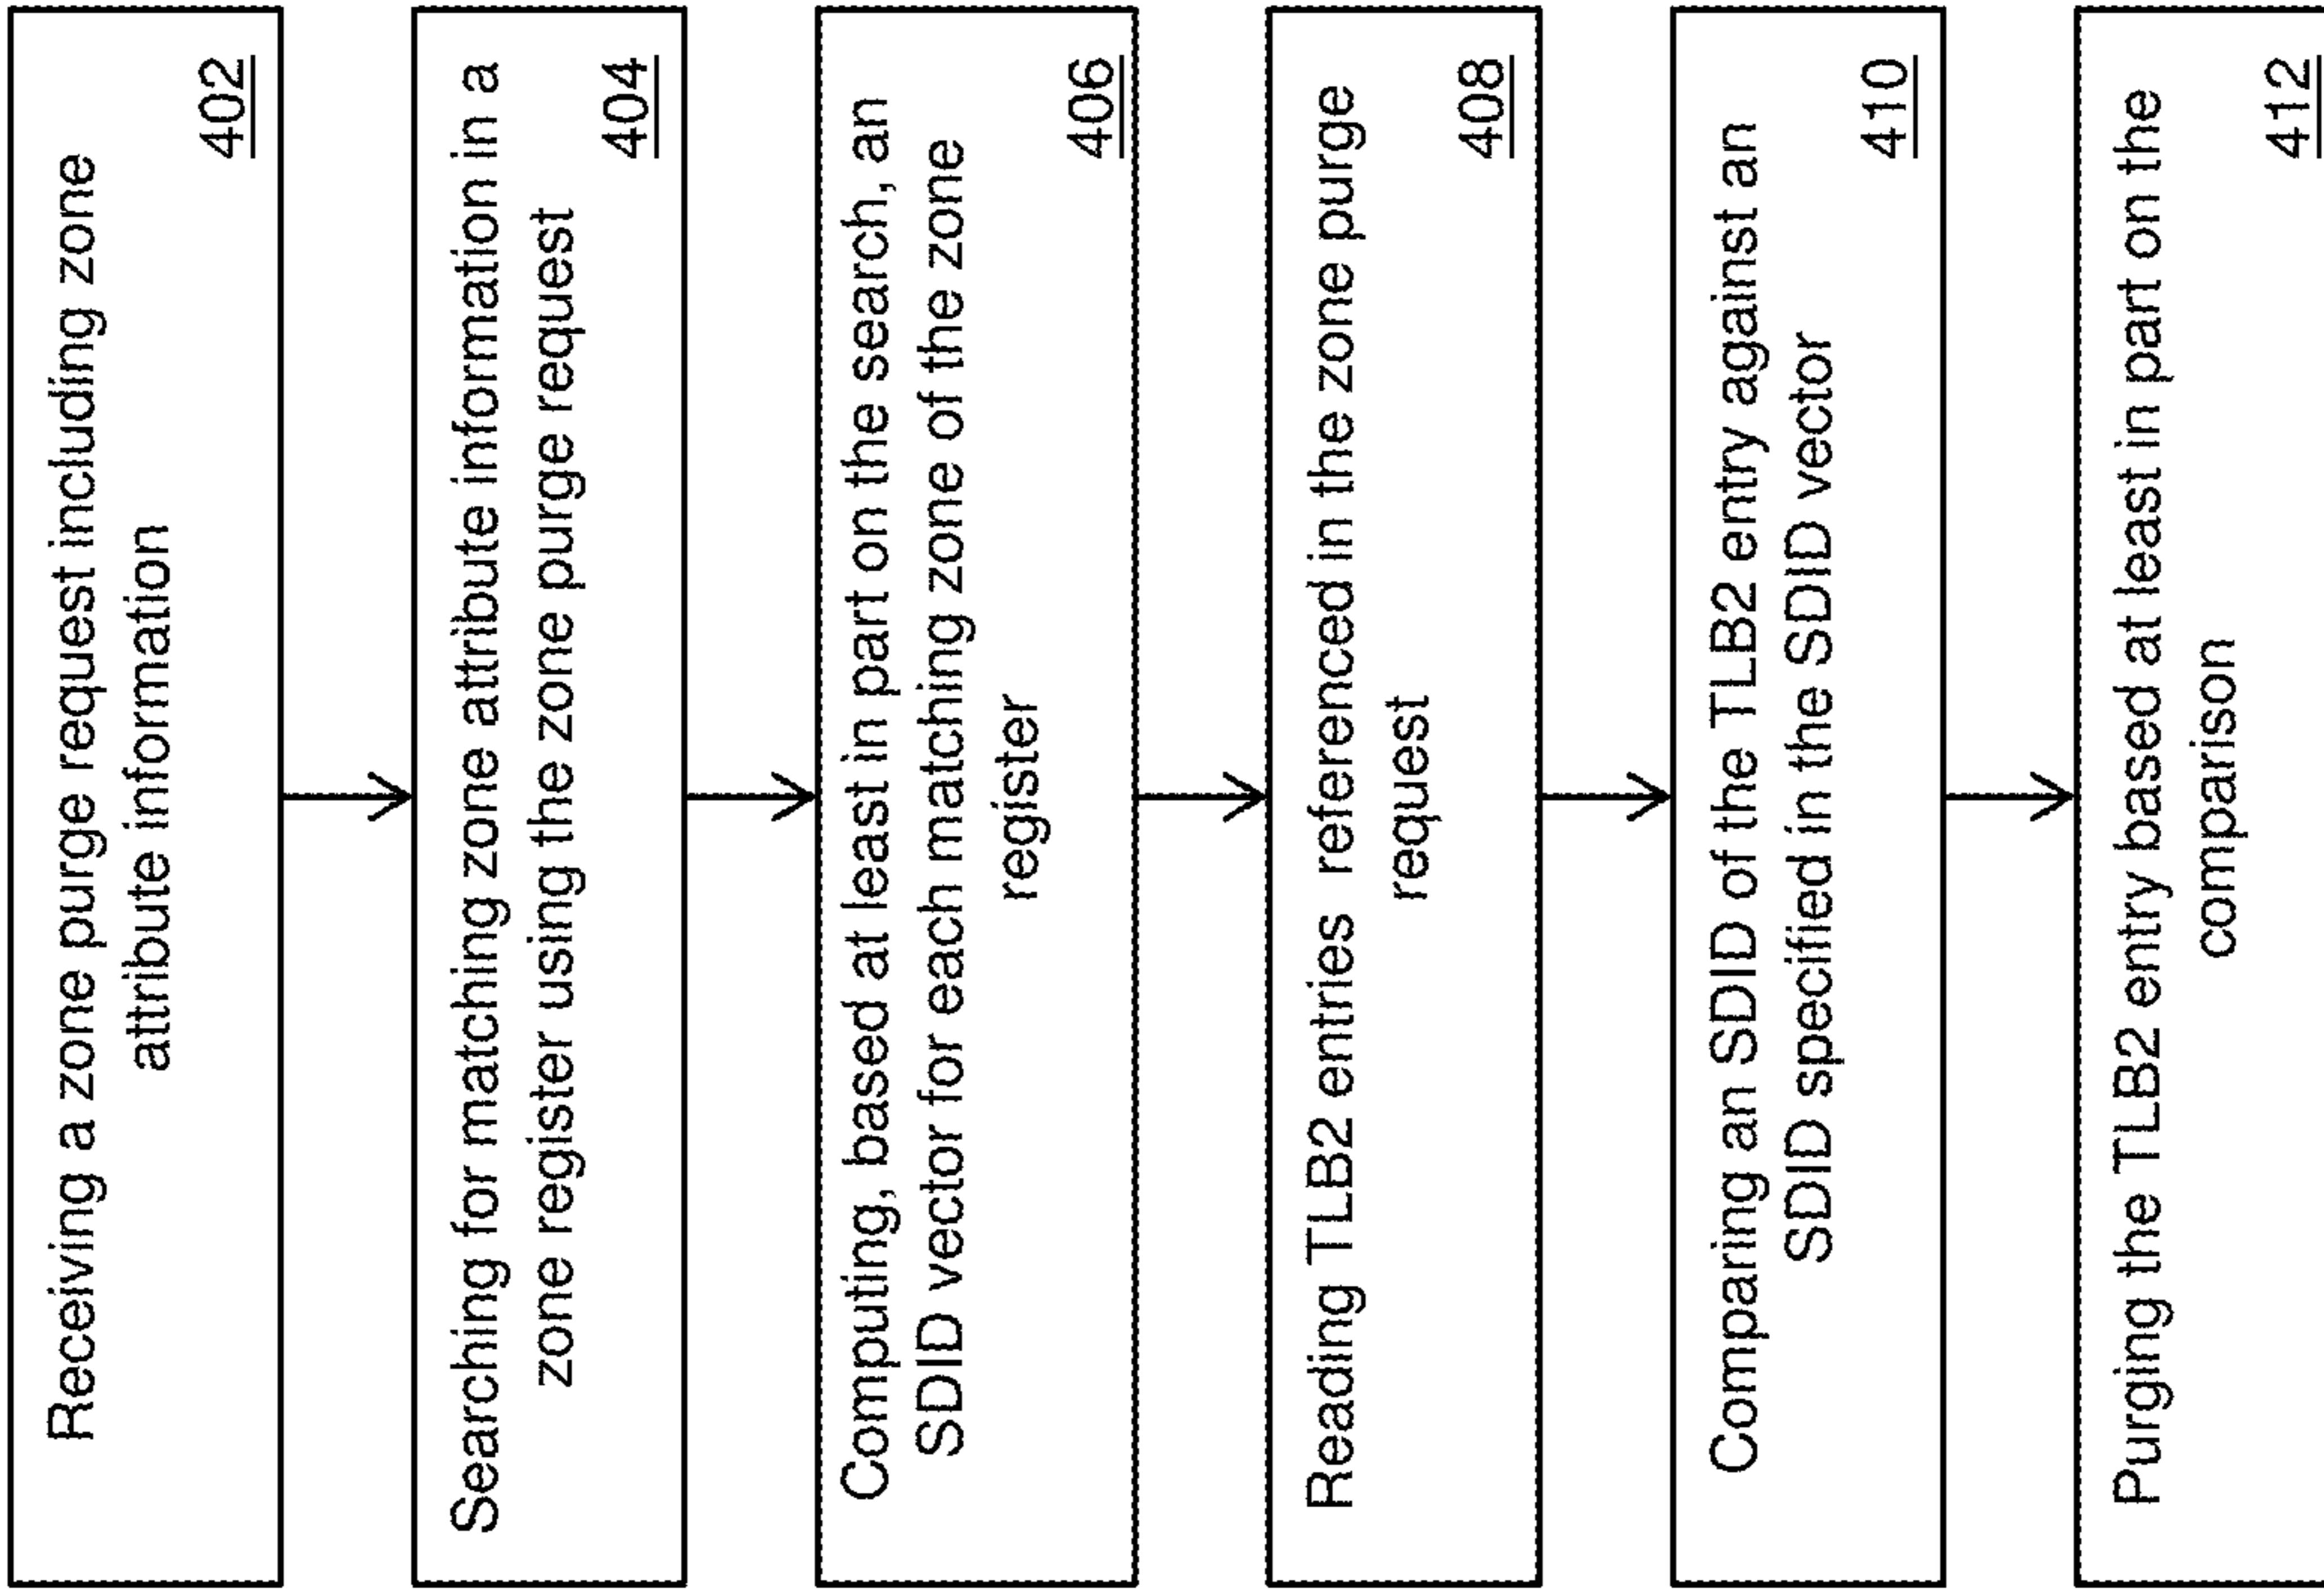 Receiving a zone purge request including zone
attribute information
402
Searching for matching zone attribute information in a
zone register using the zone purge request
404
Computing, based at least in part on the search, an
SDID vector for each matching zone of the zone
register
406
Reading TLB2 entries referenced in the zone purge
request
408
Comparing an SDID of the TLB2 entry against an
SDID specified in the SDID vector
410
Purging the TLB2 entry based at least in part on the
comparison
412